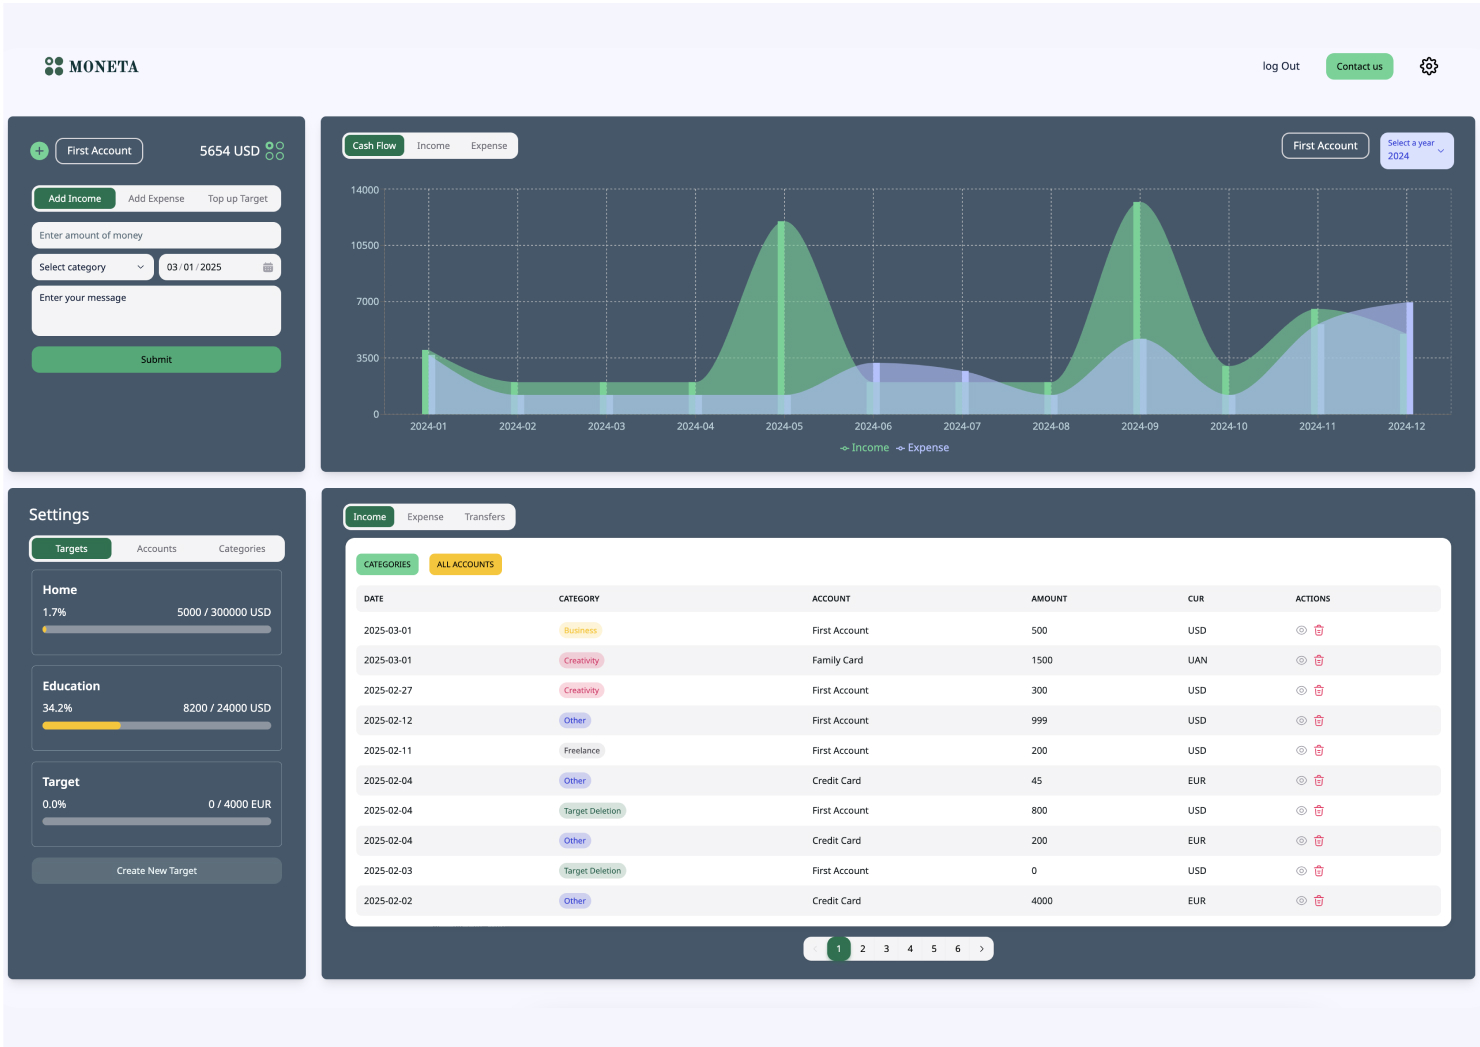 MONETA
log Out
Contact us
First Account
5654 USD
Add Income Add Expense Top up Target
Enter amount of money
Select category
03/01/2025
Enter your message
Submit
Cash Flow Income Expense
First Account
Select a year
2024
14000
10500
7000
3500
0
2024-01 2024-02 2024-03 2024-04 2024-05 2024-06 2024-07 2024-08 2024-09 2024-10 2024-11 2024-12
Income Expense
Settings
Targets Accounts Categories
Home
1.7% 5000 / 300000 USD
Education
34.2% 8200 / 24000 USD
Target
0.0% 0 / 4000 EUR
Create New Target
Income Expense Transfers
CATEGORIES ALL ACCOUNTS
DATE CATEGORY ACCOUNT AMOUNT CUR ACTIONS
2025-03-01 Business First Account 500 USD
2025-03-01 Creativity Family Card 1500 UAN
2025-02-27 Creativity First Account 300 USD
2025-02-12 Other First Account 999 USD
2025-02-11 Freelance First Account 200 USD
2025-02-04 Other Credit Card 45 EUR
2025-02-04 Target Deletion First Account 800 USD
2025-02-04 Other Credit Card 200 EUR
2025-02-03 Target Deletion First Account 0 USD
2025-02-02 Other Credit Card 4000 EUR
1 2 3 4 5 6